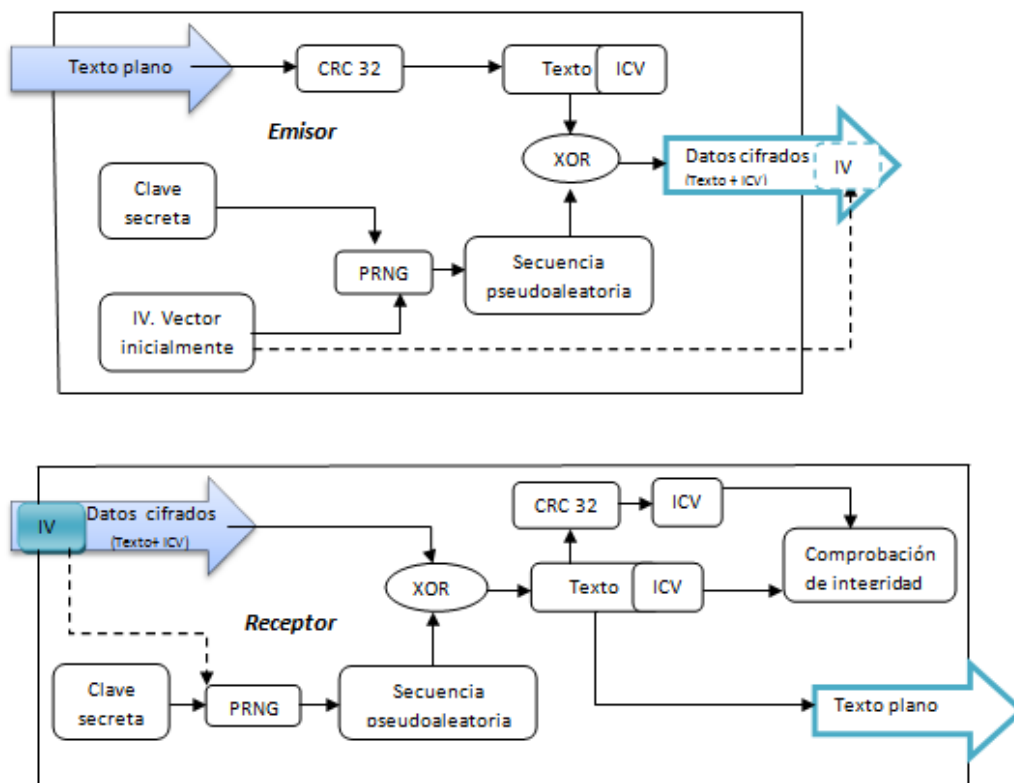 Texto plano
CRC 32
Texto
ICV
Emisor
XOR
Datos cifrados
(Texto + ICV)
IV
Clave
secreta
PRNG
Secuencia
pseudoaleatoria
IV. Vector
inicialmente
IV
Datos cifrados
(Texto+ ICV)
CRC 32
ICV
Comprobación
de integridad
XOR
Texto
ICV
Receptor
Clave
secreta
PRNG
Secuencia
pseudoaleatoria
Texto plano